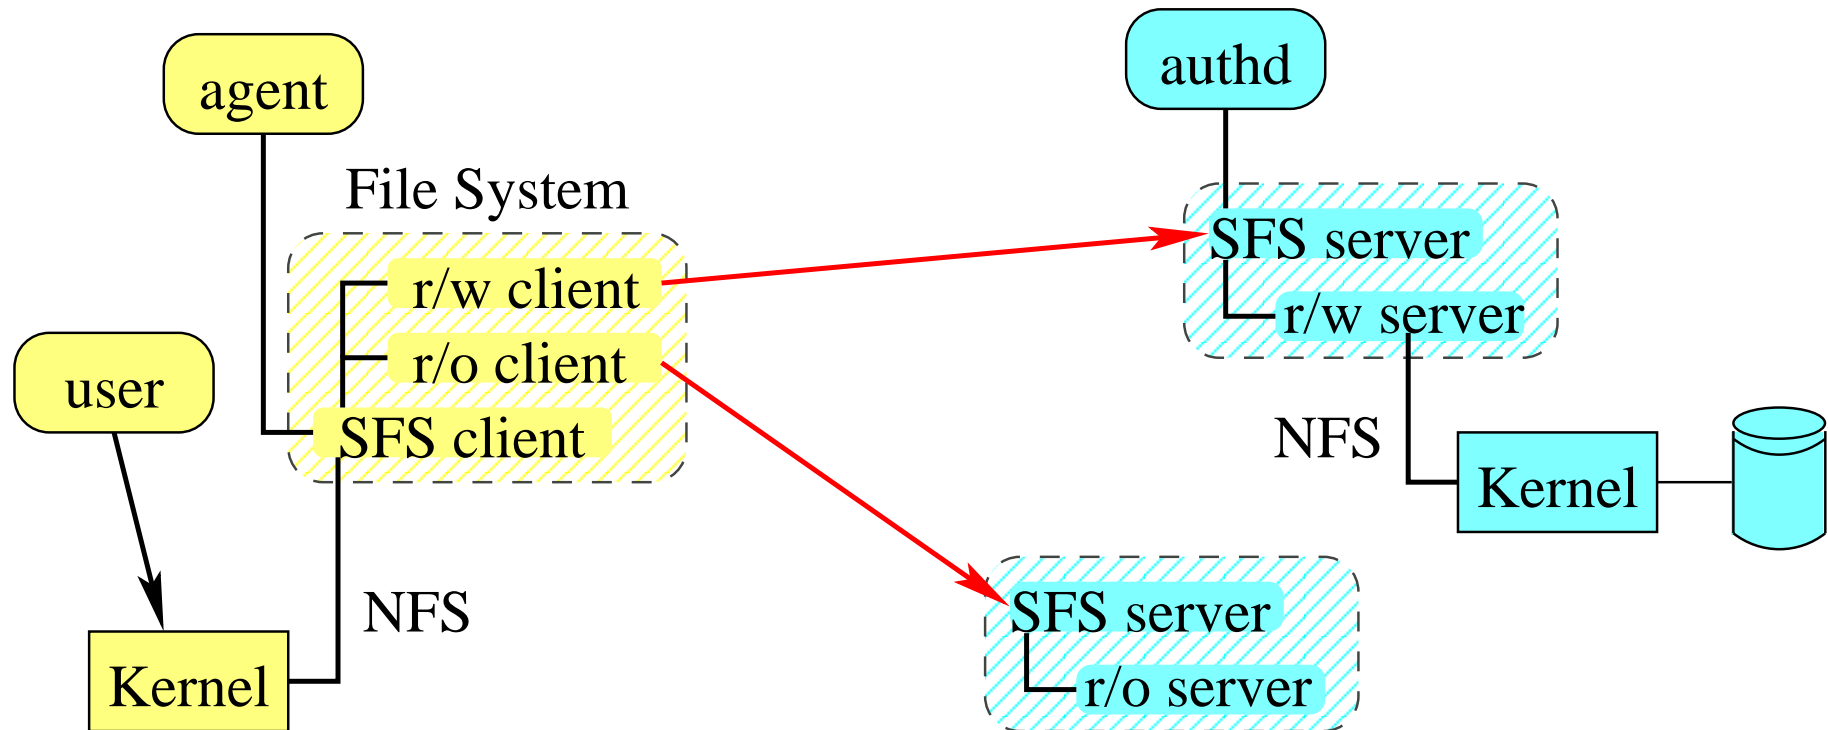 agent
authd
File System
SFS server
r/w client
r/w server
r/o client
user
SFS client
NFS
Kernel
NFS
SFS server
Kernel
r/o server